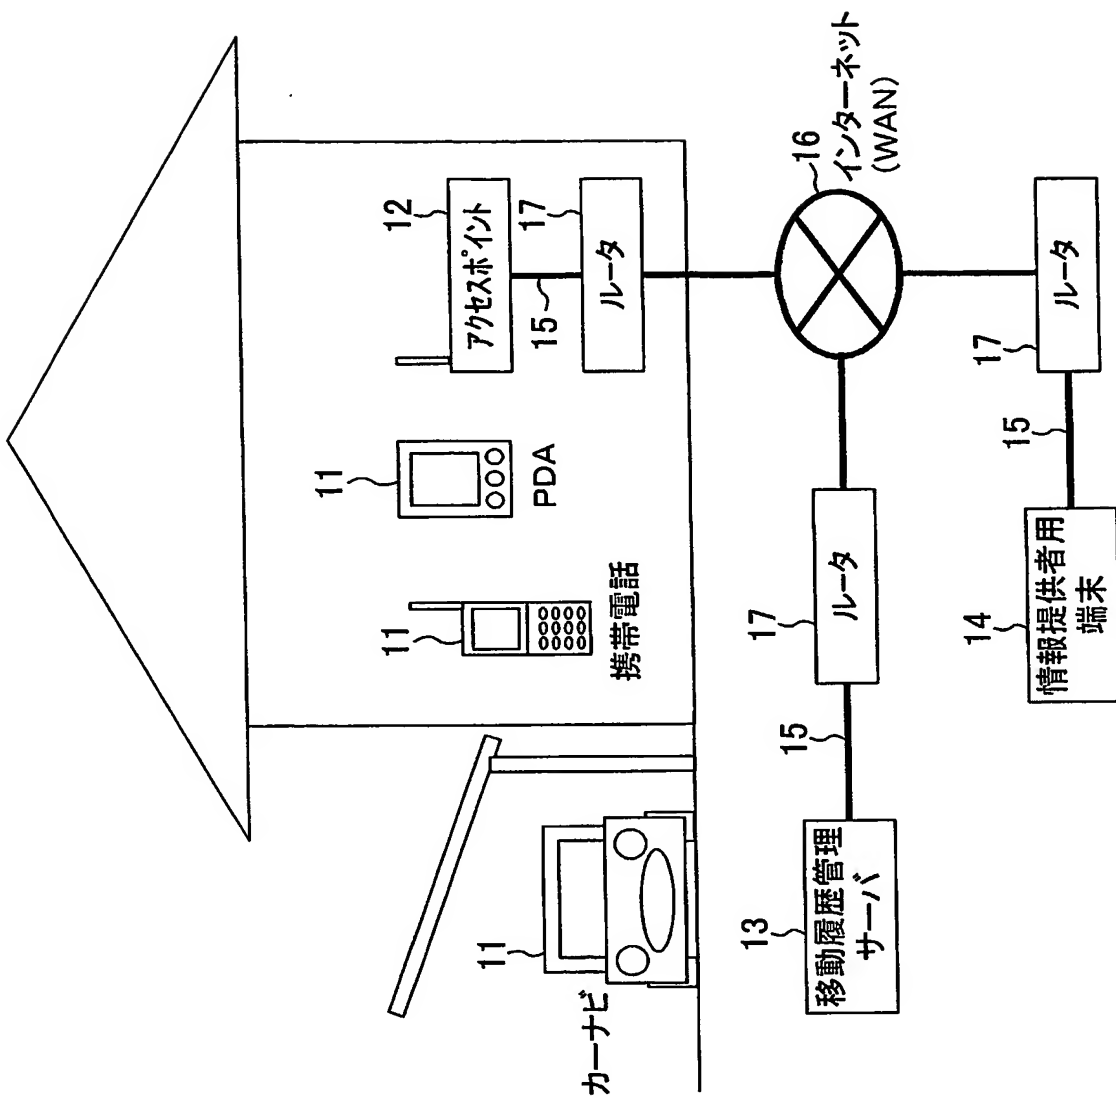 11
カーナビ
11
携帯電話
11
PDA
12
アクセスポイント
15
17
ルータ
16
インターネット
(WAN)
13
移動履歴管理
サーバ
15
17
ルータ
14
情報提供者用
端末
15
17
ルータ